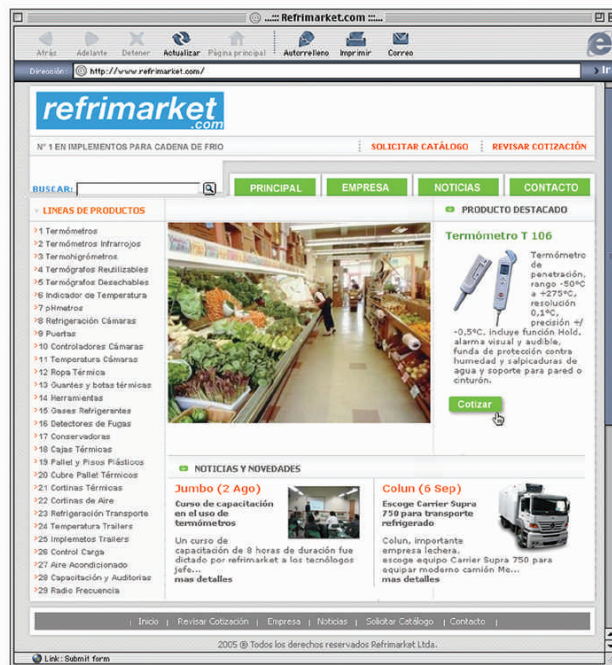 ..::: Refrimarket.com :::...
Atrás Adelante Detener Actualizar Página principal Autorrelleno Imprimir Correo
Dirección: http://www.refrimarket.com/ Ir
refrimarket
.com
Nº 1 EN IMPLEMENTOS PARA CADENA DE FRIO
SOLICITAR CATÁLOGO
REVISAR COTIZACIÓN
BUSCAR:
PRINCIPAL
EMPRESA
NOTICIAS
CONTACTO
LINEAS DE PRODUCTOS
1 Termómetros
2 Termómetros Infrarrojos
3 Termohigrómetros
4 Termógrafos Reutilizables
5 Termógrafos Desechables
6 Indicador de Temperatura
7 pHmetros
8 Refrigeración Cámaras
9 Puertas
10 Controladores Cámaras
11 Temperatura Cámaras
12 Ropa Térmica
13 Guantes y botas térmicas
14 Herramientas
15 Gases Refrigerantes
16 Detectores de Fugas
17 Conservadoras
18 Cajas Térmicas
19 Pallet y Pisos Plásticos
20 Cubre Pallet Térmicos
21 Cortinas Térmicas
22 Cortinas de Aire
23 Refrigeración Transporte
24 Temperatura Trailers
25 Implemetos Trailers
26 Control Carga
27 Aire Acondicionado
28 Capacitación y Auditorias
29 Radio Frecuencia
PRODUCTO DESTACADO
Termómetro T 106
Termómetro
de
penetración,
rango -50ºC
a +275ºC,
resolución
0,1ºC,
precisión +/
-0,5ºC, incluye función Hold,
alarma visual y audible,
funda de protección contra
humedad y salpicaduras de
agua y soporte para pared o
cinturón.
Cotizar
NOTICIAS Y NOVEDADES
Jumbo (2 Ago)
Curso de capacitación
en el uso de
termómetros
Un curso de
capacitación de 8 horas de duración fue
dictado por refrimarket a los tecnólogos
jefe...
mas detalles
Colun (6 Sep)
Escoge Carrier Supra
750 para transporte
refrigerado
Colun, importante
empresa lechera,
escoge equipo Carrier Supra 750 para
equipar moderno camión Me...
mas detalles
| Inicio | Revisar Cotización | Empresa | Noticias | Solicitar Catálogo | Contacto |
2005 ® Todos los derechos reservados Refrimarket Ltda.
Link: Submit form